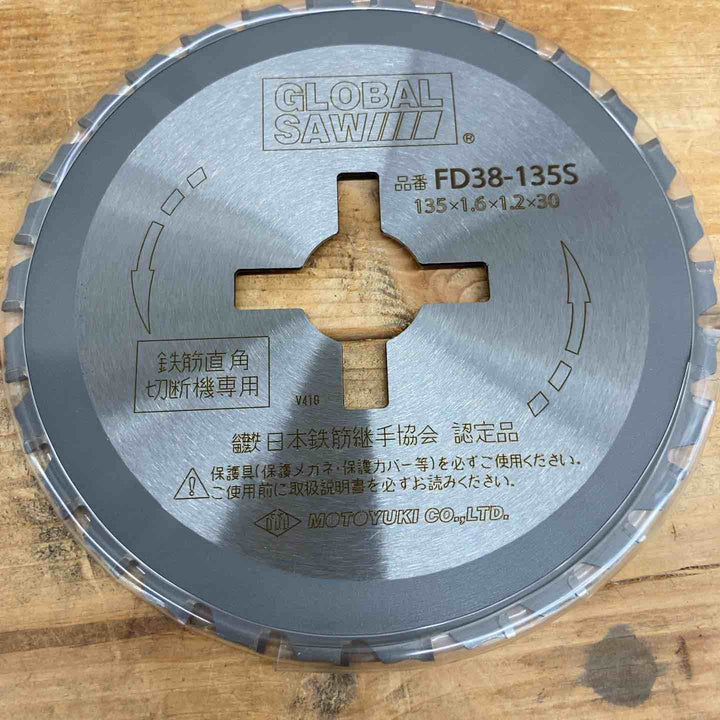 GLOBAL
SAW
®
品番 FD38-135S
135×1.6×1.2×30
鉄筋直角
切断機専用
V41G
日本鉄筋継手協会 認定品
保護具(保護メガネ・保護カバー等)を必ずご使用ください。
ご使用前に取扱説明書を必ずお読みください。
MOTOYUKI CO.,LTD.